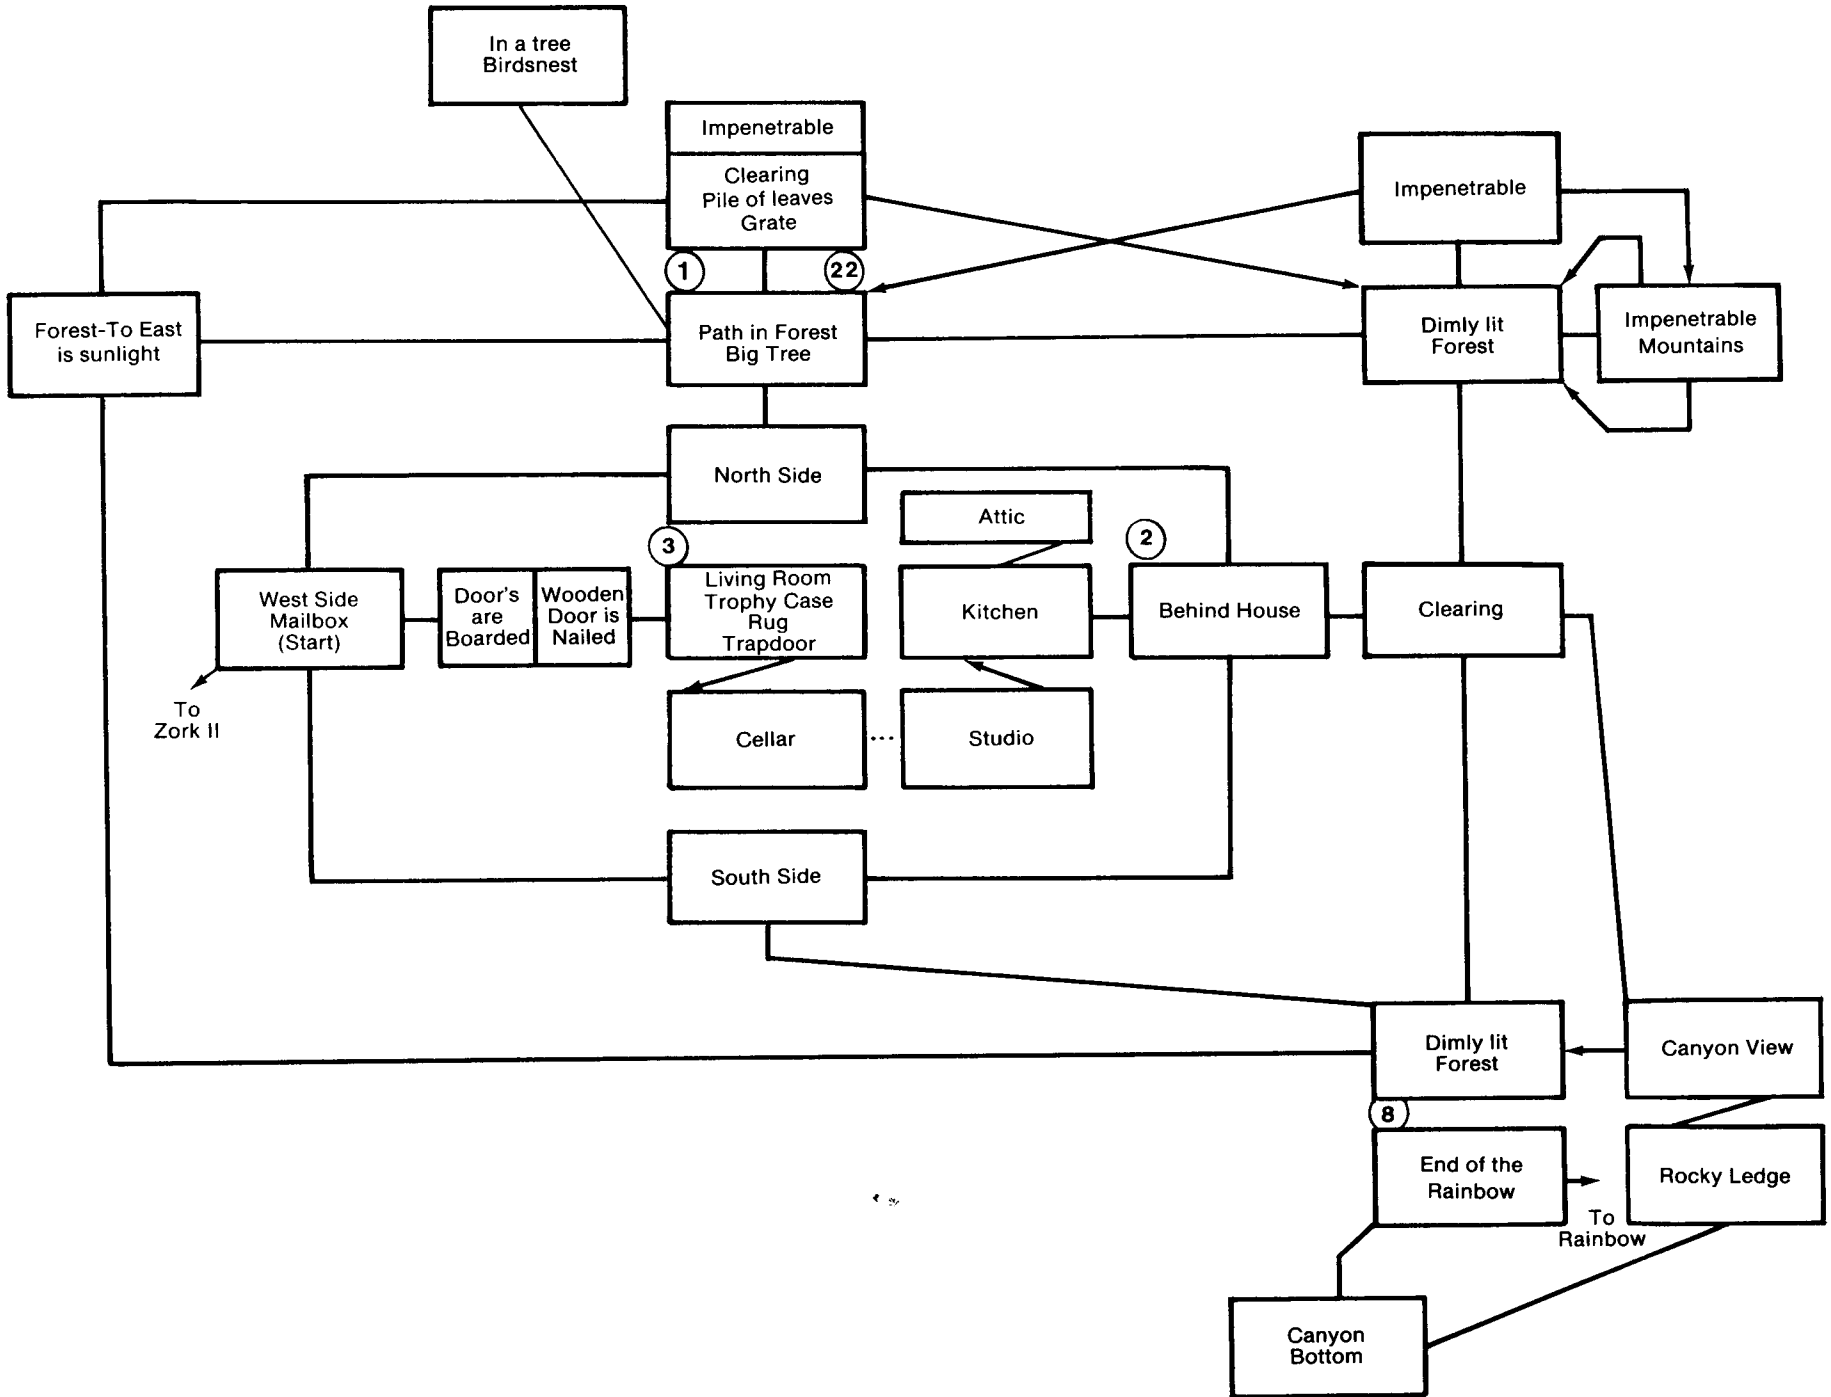 In a tree
Birdsnest
Impenetrable
Clearing
Pile of leaves
Grate
Impenetrable
1
22
Forest-To East
is sunlight
Path in Forest
Big Tree
Dimly lit
Forest
Impenetrable
Mountains
North Side
Attic
3
2
West Side
Mailbox
(Start)
Door's
are
Boarded
Wooden
Door is
Nailed
Living Room
Trophy Case
Rug
Trapdoor
Kitchen
Behind House
Clearing
To
Zork II
Cellar
...
Studio
South Side
Dimly lit
Forest
Canyon View
8
End of the
Rainbow
Rocky Ledge
To
Rainbow
Canyon
Bottom